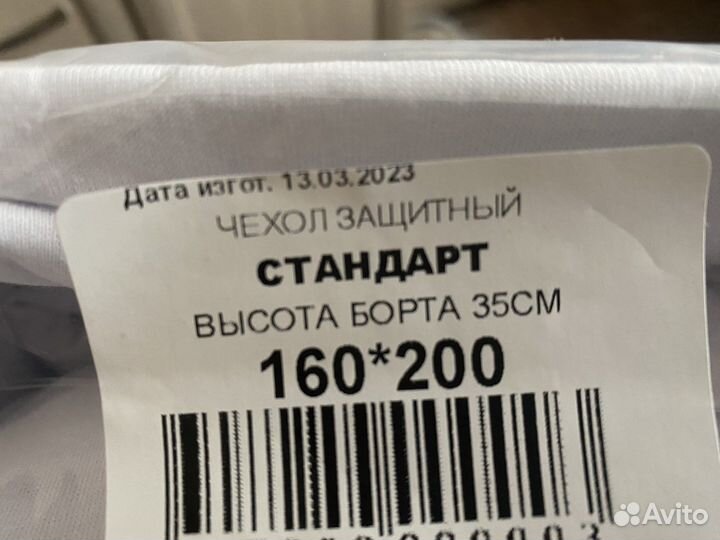 Дата изгот. 13.03.2023
ЧЕХОЛ ЗАЩИТНЫЙ
СТАНДАРТ
ВЫСОТА БОРТА 35СМ
160*200
Avito